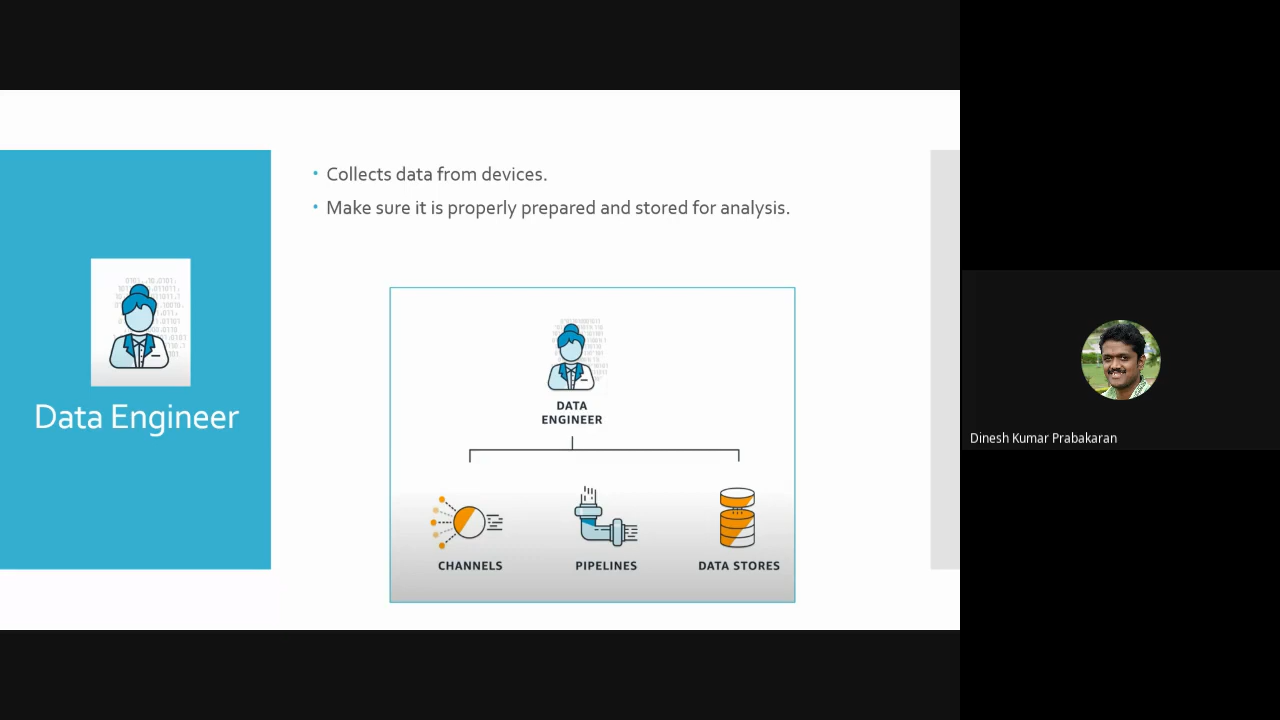 Collects data from devices.
Make sure it is properly prepared and stored for analysis.
Data Engineer
DATA
ENGINEER
CHANNELS
PIPELINES
DATA STORES
Dinesh Kumar Prabakaran